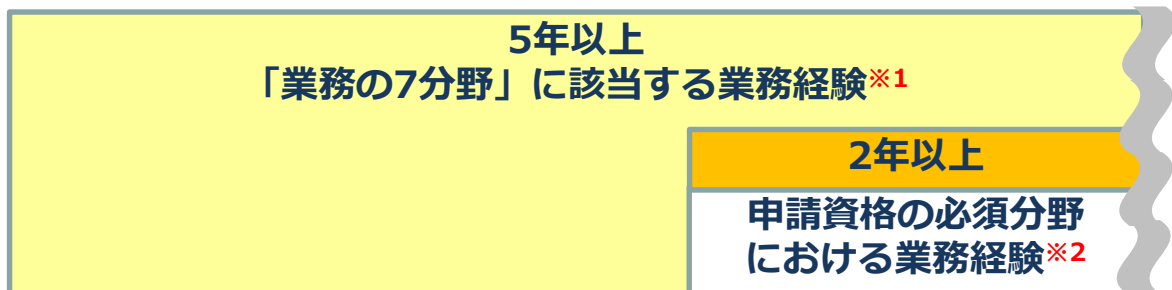 5年以上
「業務の7分野」に該当する業務経験※1
2年以上
申請資格の必須分野
における業務経験※2